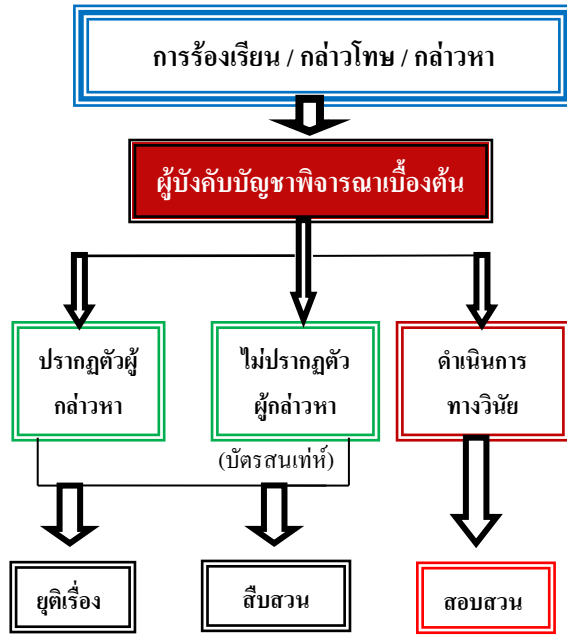 การร้องเรียน / กล่าวโทษ / กล่าวหา
ผู้บังคับบัญชาพิจารณาเบื้องต้น
ปรากฏตัวผู้
กล่าวหา
ไม่ปรากฏตัว
ผู้กล่าวหา
(บัตรสนเท่ห์)
ดำเนินการ
ทางวินัย
ยุติเรื่อง
สืบสวน
สอบสวน